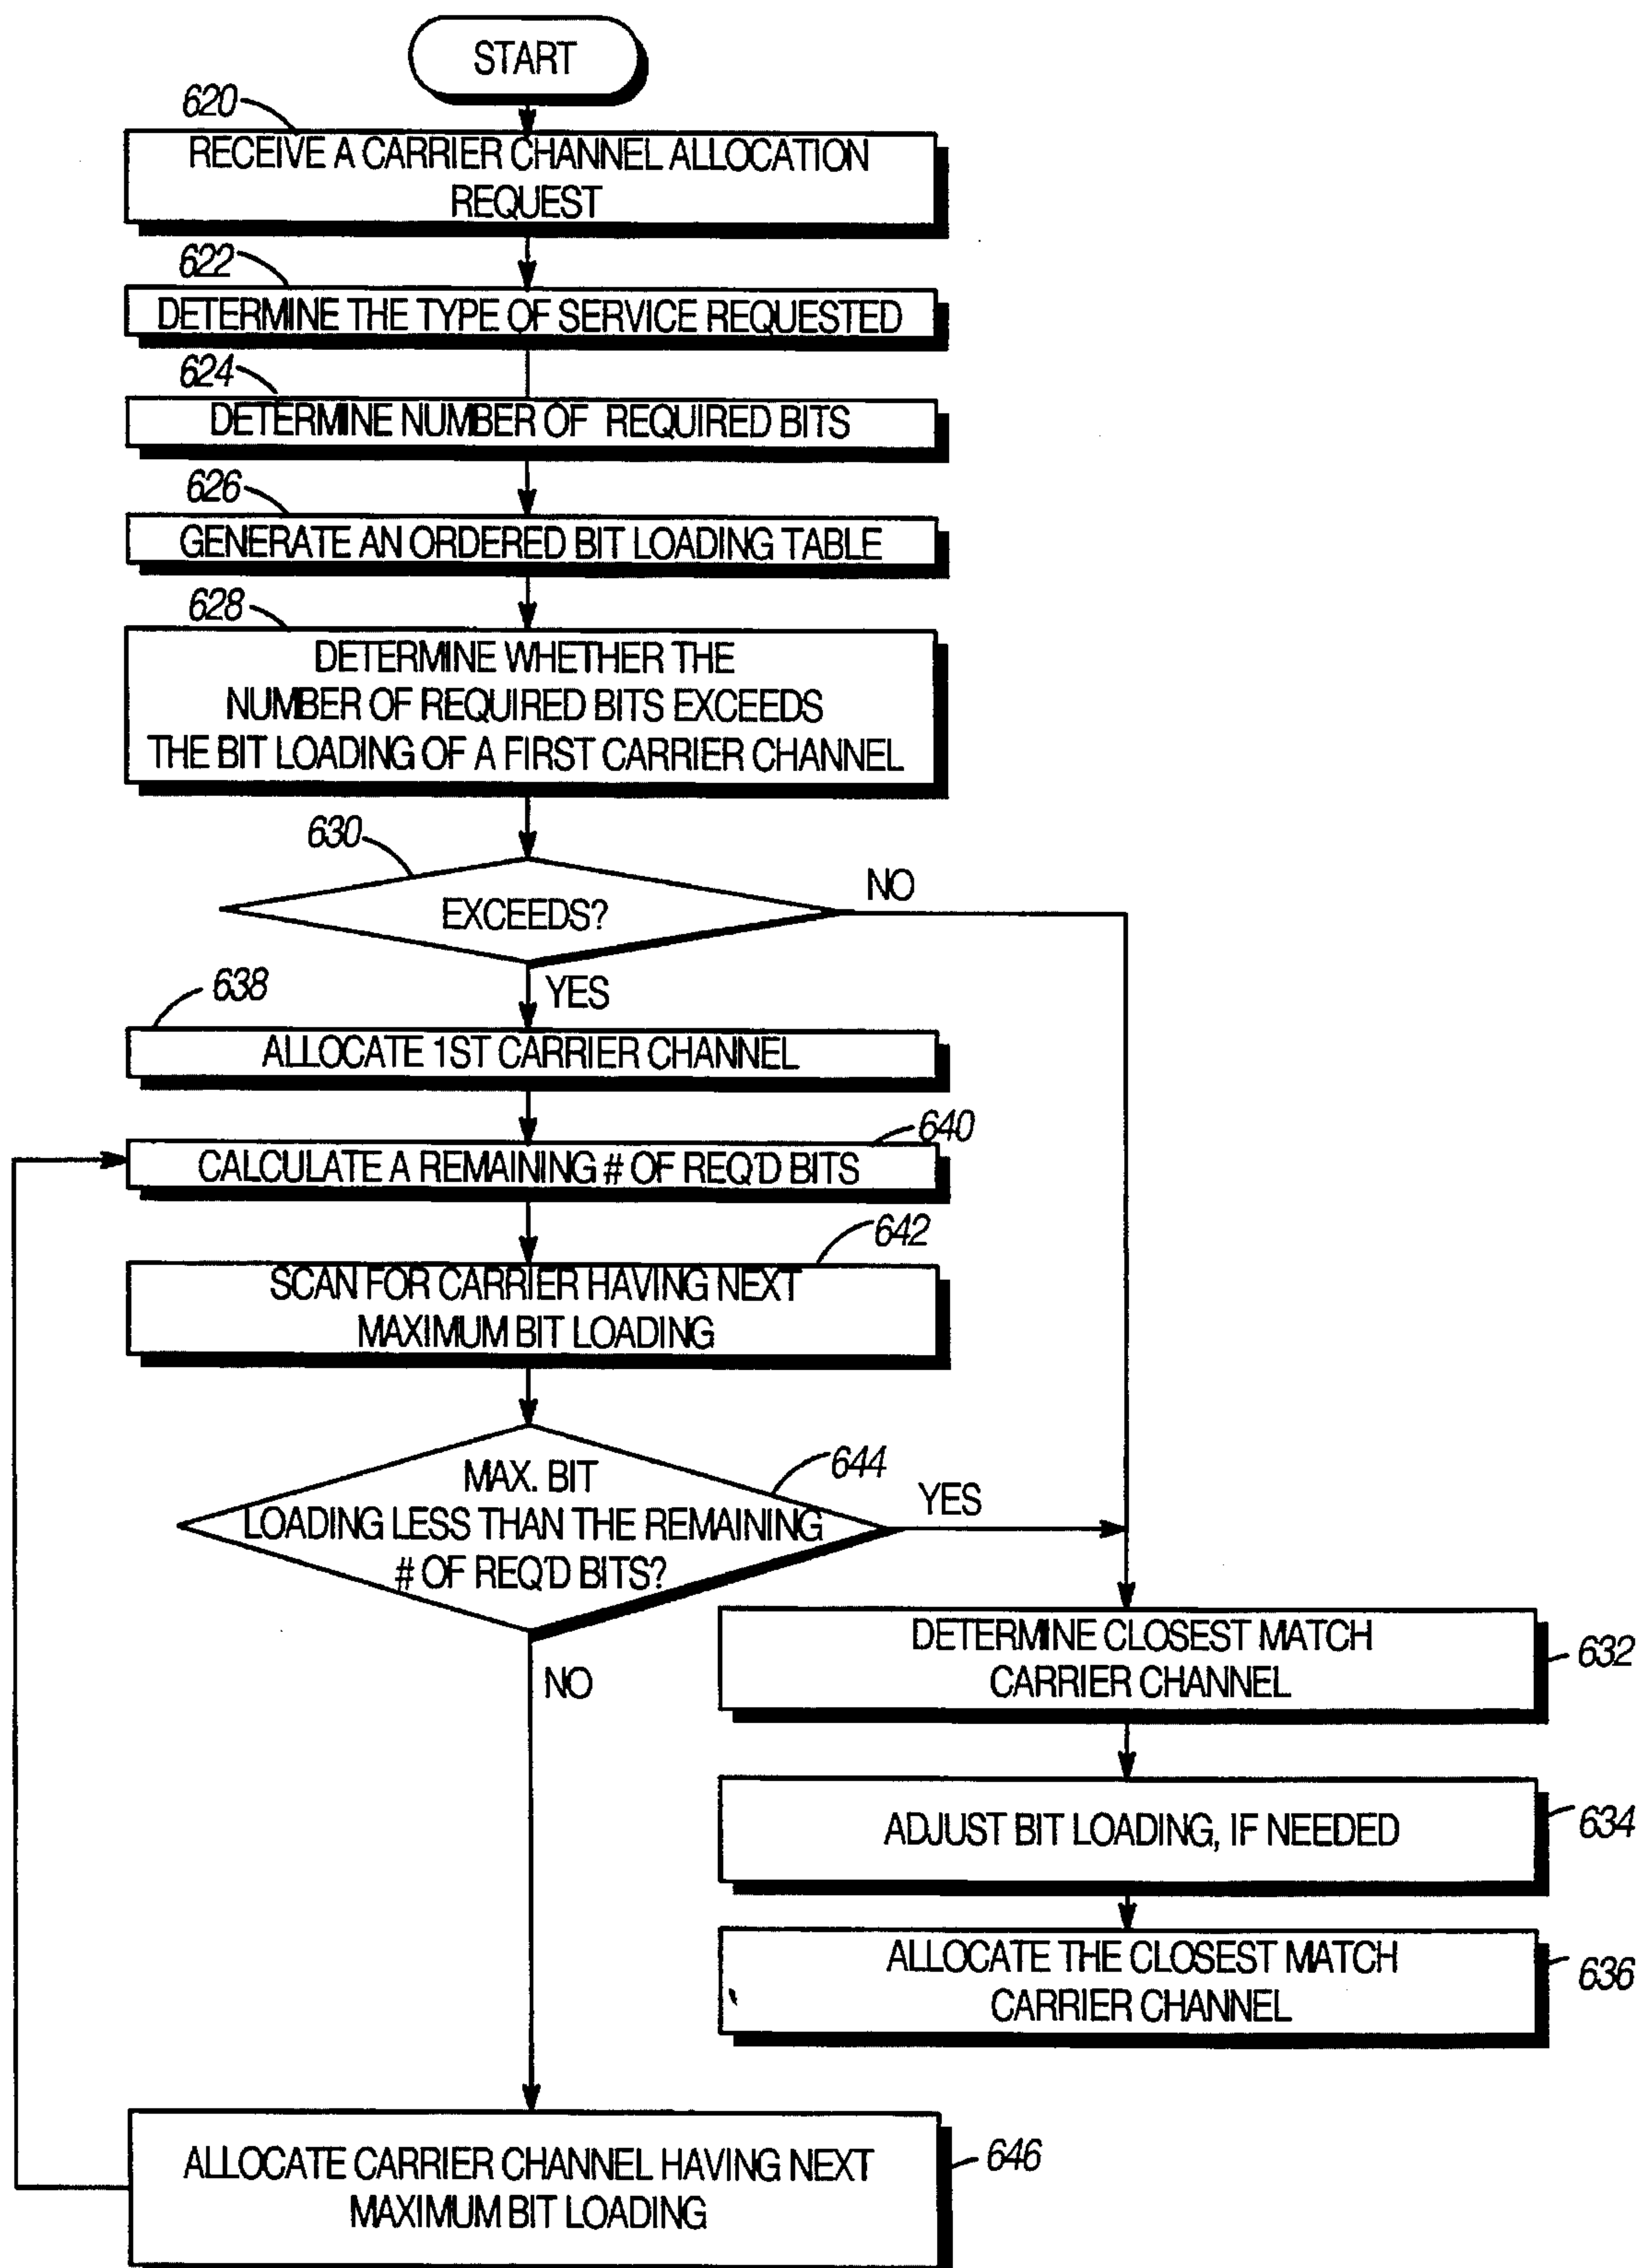 START
620
RECEIVE A CARRIER CHANNEL ALLOCATION
REQUEST
622
DETERMINE THE TYPE OF SERVICE REQUESTED
624
DETERMINE NUMBER OF REQUIRED BITS
626
GENERATE AN ORDERED BIT LOADING TABLE
628
DETERMINE WHETHER THE
NUMBER OF REQUIRED BITS EXCEEDS
THE BIT LOADING OF A FIRST CARRIER CHANNEL
630
EXCEEDS?
NO
YES
638
ALLOCATE 1ST CARRIER CHANNEL
640
CALCULATE A REMAINING # OF REQ'D BITS
642
SCAN FOR CARRIER HAVING NEXT
MAXIMUM BIT LOADING
644
MAX. BIT
LOADING LESS THAN THE REMAINING
# OF REQ'D BITS?
YES
NO
DETERMINE CLOSEST MATCH
CARRIER CHANNEL
632
ADJUST BIT LOADING, IF NEEDED
634
ALLOCATE THE CLOSEST MATCH
CARRIER CHANNEL
636
ALLOCATE CARRIER CHANNEL HAVING NEXT
MAXIMUM BIT LOADING
646